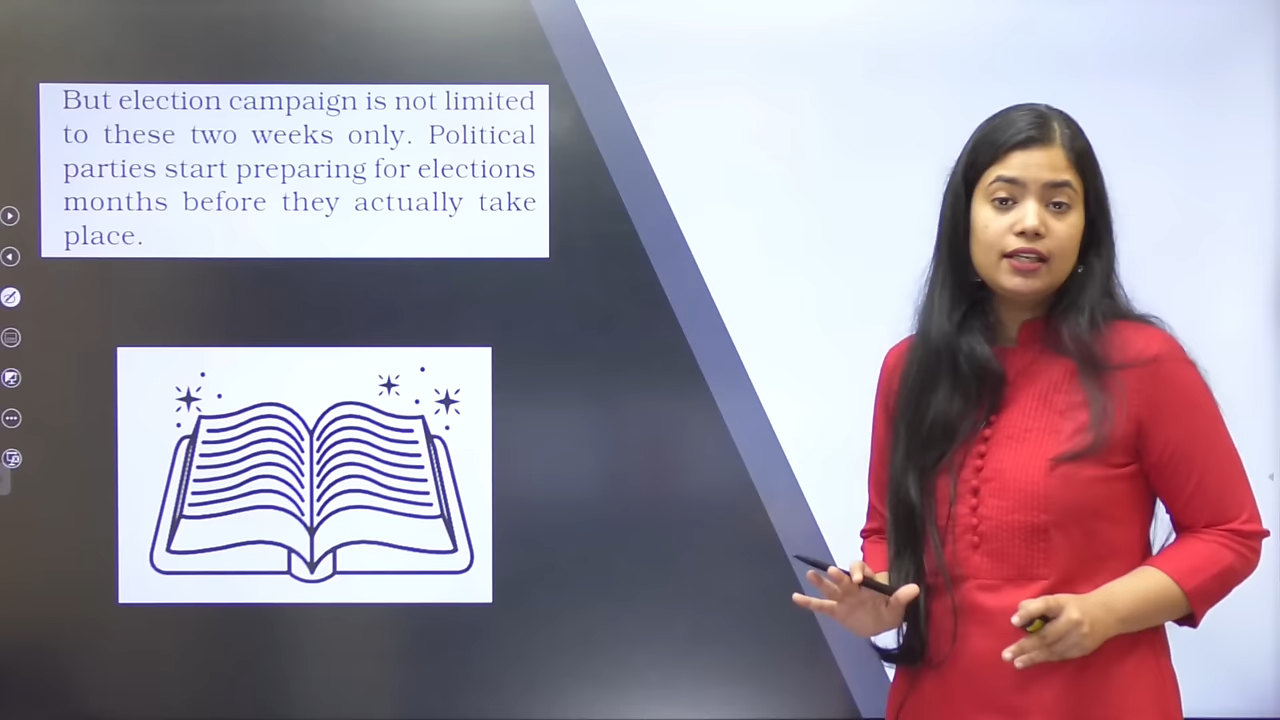 But election campaign is not limited
to these two weeks only. Political
parties start preparing for elections
months before they actually take
place.